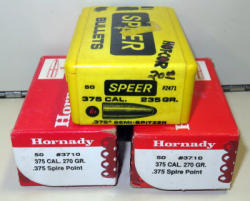 SPEER
BULLETS
HOTCORE
50 SPEER #2471
.375 CAL. 235 GR.
.375" SEMI-SPITZER
Hornady
50 #3710
.375 CAL. 270 GR.
.375 Spire Point
Hornady
50 #3710
.375 CAL. 270 GR.
.375 Spire Point